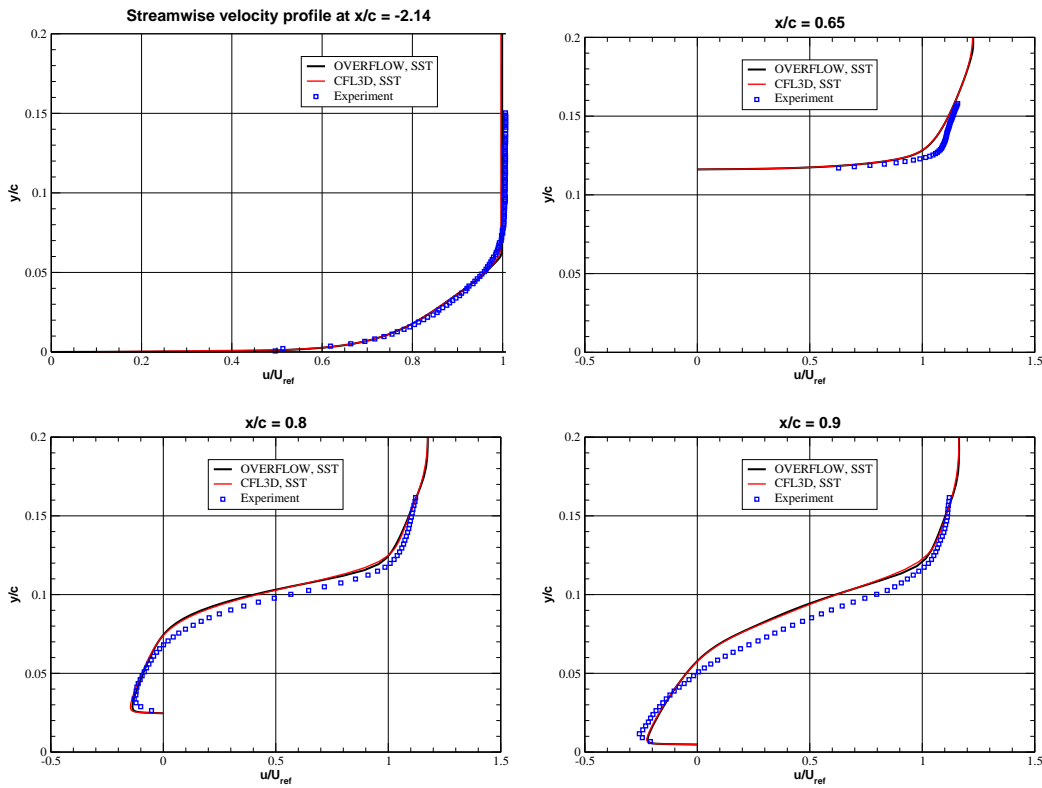 Streamwise velocity profile at x/c = -2.14
0.2
OVERFLOW, SST
CFL3D, SST
Experiment
0.15
y/c
0.1
0.05
0
0 0.2 0.4 0.6 0.8 1
u/U_ref
x/c = 0.65
0.2
OVERFLOW, SST
CFL3D, SST
Experiment
0.15
y/c
0.1
0.05
0
-0.5 0 0.5 1 1.5
u/U_ref
x/c = 0.8
0.2
OVERFLOW, SST
CFL3D, SST
Experiment
0.15
y/c
0.1
0.05
0
-0.5 0 0.5 1 1.5
u/U_ref
x/c = 0.9
0.2
OVERFLOW, SST
CFL3D, SST
Experiment
0.15
y/c
0.1
0.05
0
-0.5 0 0.5 1 1.5
u/U_ref